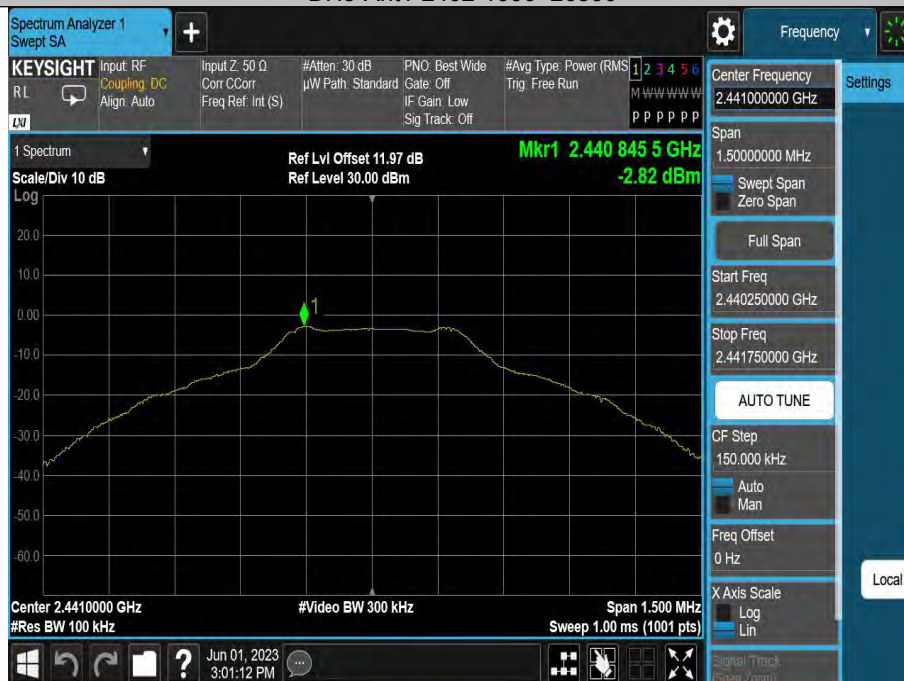 Spectrum Analyzer 1
Swept SA
Frequency
KEYSIGHT
RL
LXI
Input: RF
Coupling: DC
Align: Auto
Input Z: 50 Ω
Corr CCorr
Freq Ref: Int (S)
#Atten: 30 dB
µW Path: Standard
PNO: Best Wide
Gate: Off
IF Gain: Low
Sig Track: Off
#Avg Type: Power (RMS
Trig: Free Run
1 2 3 4 5 6
M W W W W W
P P P P P P
1 Spectrum
Scale/Div 10 dB
Ref Lvl Offset 11.97 dB
Ref Level 30.00 dBm
Mkr1 2.440 845 5 GHz
-2.82 dBm
Log
20.0
10.0
0.00
-10.0
-20.0
-30.0
-40.0
-50.0
-60.0
1
Center 2.4410000 GHz
#Res BW 100 kHz
#Video BW 300 kHz
Span 1.500 MHz
Sweep 1.00 ms (1001 pts)
Jun 01, 2023
3:01:12 PM
Center Frequency
2.441000000 GHz
Settings
Span
1.50000000 MHz
Swept Span
Zero Span
Full Span
Start Freq
2.440250000 GHz
Stop Freq
2.441750000 GHz
AUTO TUNE
CF Step
150.000 kHz
Auto
Man
Freq Offset
0 Hz
Local
X Axis Scale
Log
Lin
Signal Track
(Span Zoom)